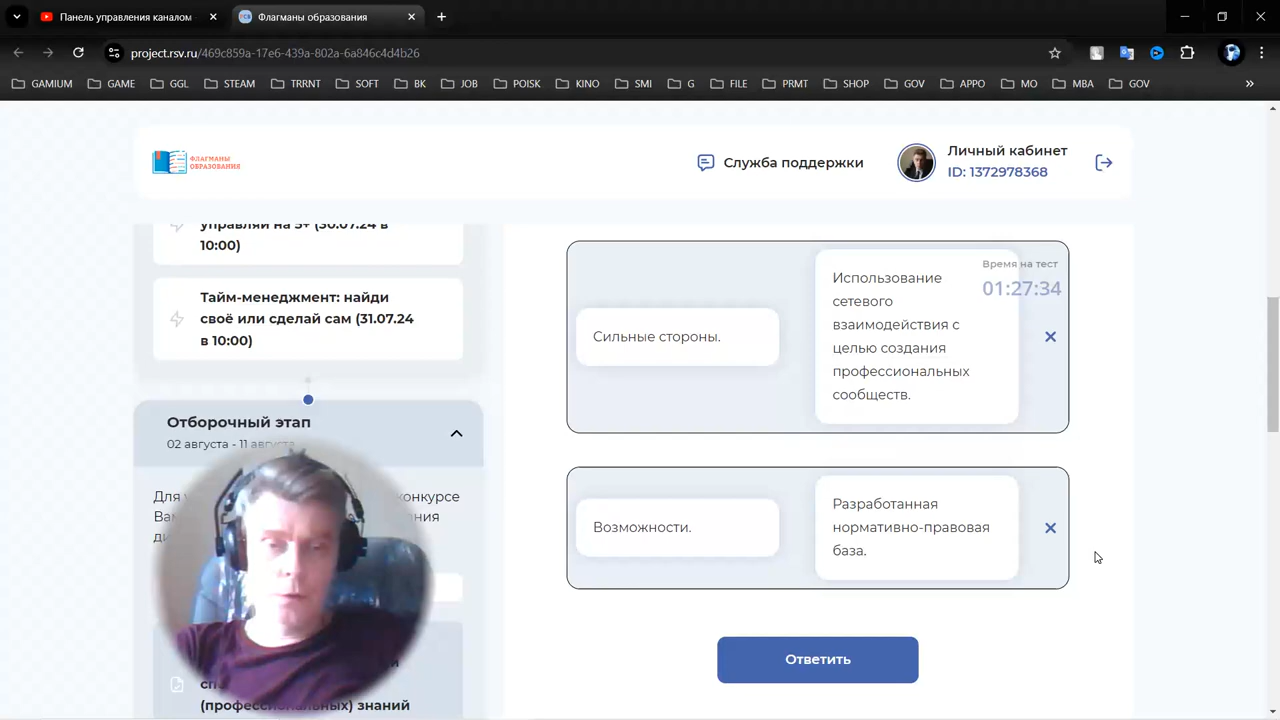 Панель управления каналом
Флагманы образования
project.rsv.ru/469c859a-17e6-439a-802a-6a846c4d4b26
GAMIUM GAME GGL STEAM TRRNT SOFT BK JOB POISK KINO SMI G FILE PRMT SHOP GOV APPO MO MBA GOV
ФЛАГМАНЫ
ОБРАЗОВАНИЯ
Служба поддержки
Личный кабинет
ID: 1372978368
управляй на 5+ (30.07.24 в
10:00)
Тайм-менеджмент: найди
своё или сделай сам (31.07.24
в 10:00)
Отборочный этап
02 августа - 11 августа
Для
конкурсе
(профессиональных) знаний
Время на тест
01:27:34
Сильные стороны.
Использование
сетевого
взаимодействия с
целью создания
профессиональных
сообществ.
Возможности.
Разработанная
нормативно-правовая
база.
Ответить